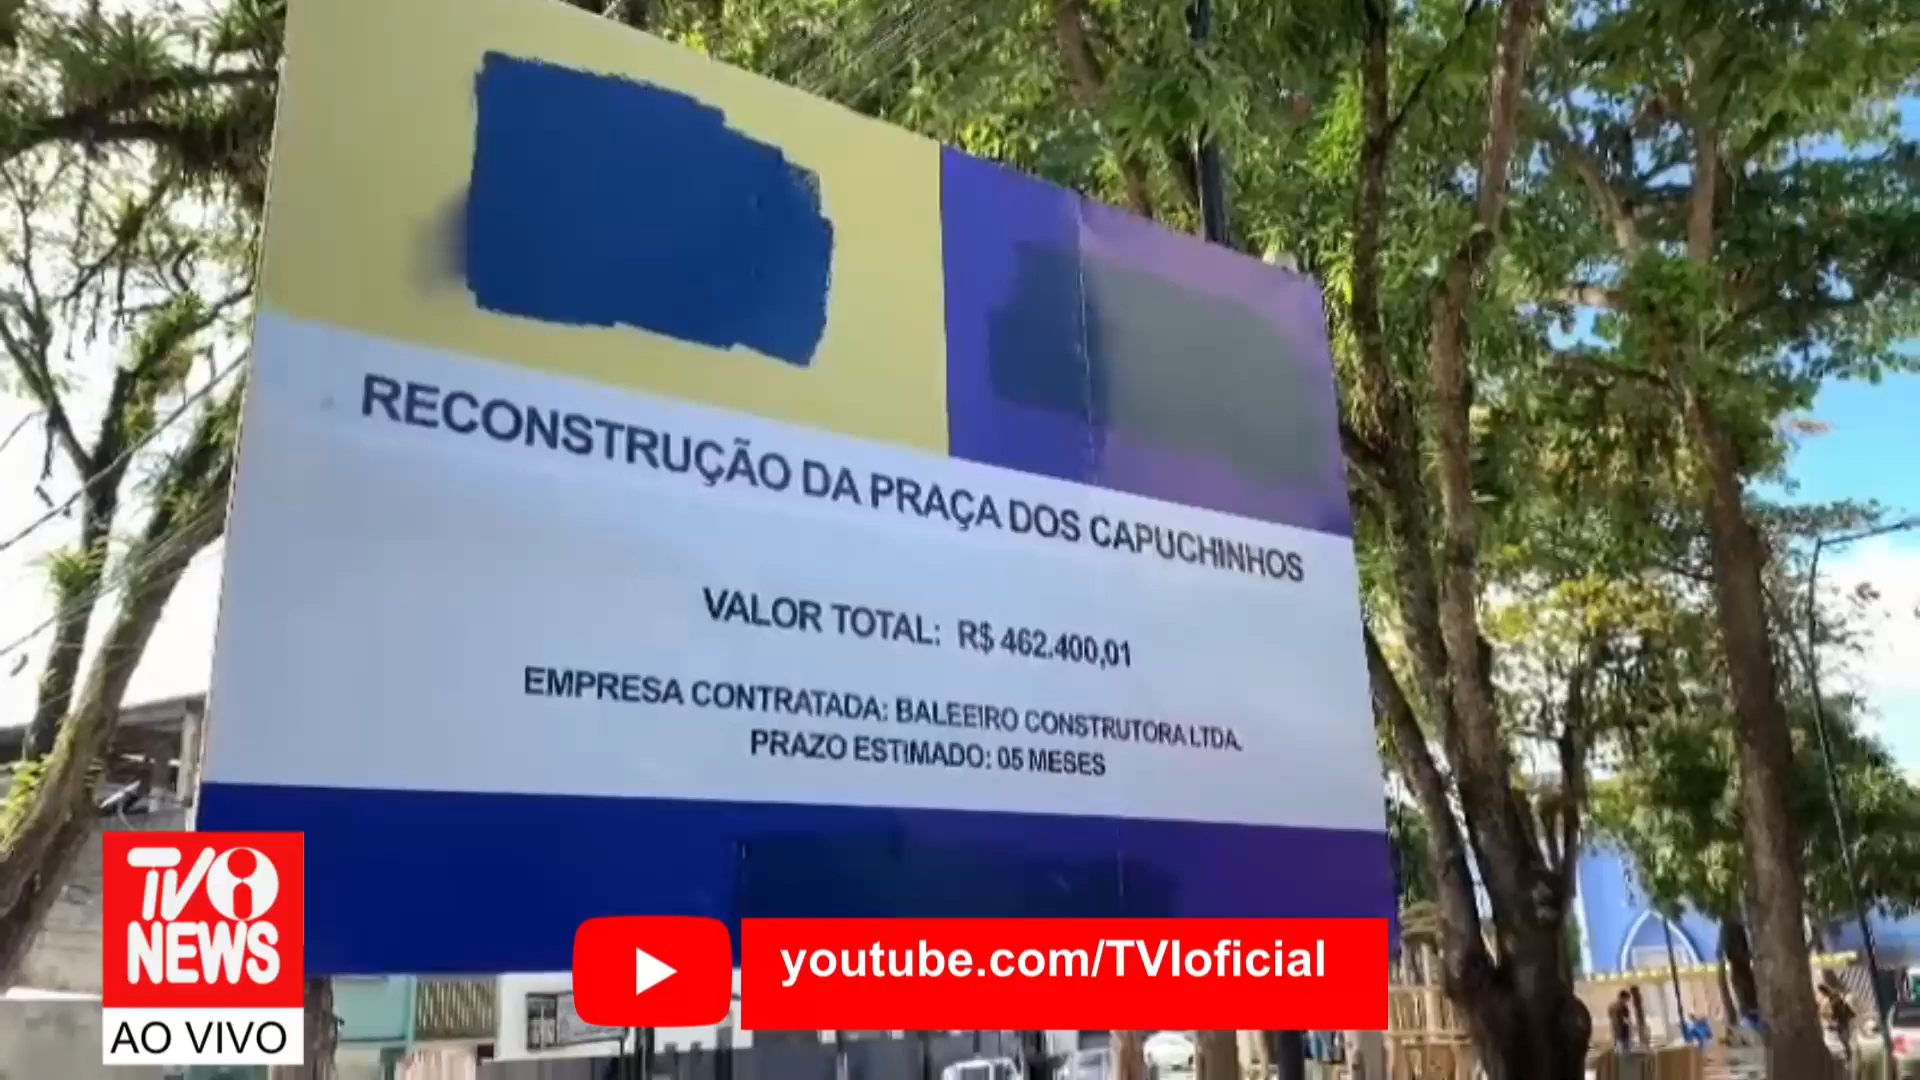 RECONSTRUÇÃO DA PRAÇA DOS CAPUCHINHOS
VALOR TOTAL: R$ 462.400,01
EMPRESA CONTRATADA: BALEEIRO CONSTRUTORA LTDA.
PRAZO ESTIMADO: 05 MESES
TVi
NEWS
AO VIVO
youtube.com/TVIoficial